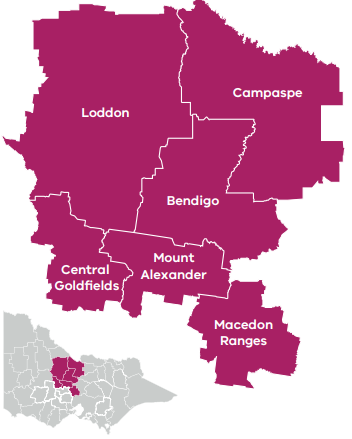 Campaspe
Loddon
Bendigo
Mount
Alexander
Central
Goldfields
Macedon
Ranges